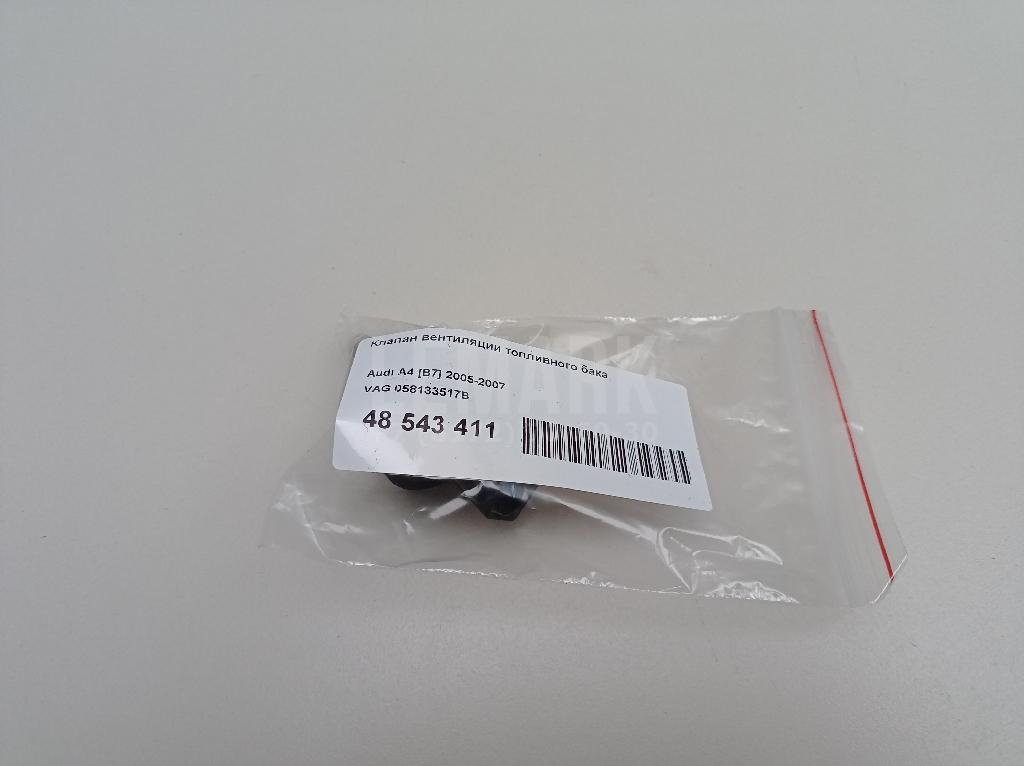 Клапан вентиляции топливного бака
Audi A4 [B7] 2005-2007
VAG 058133517B
48 543 411